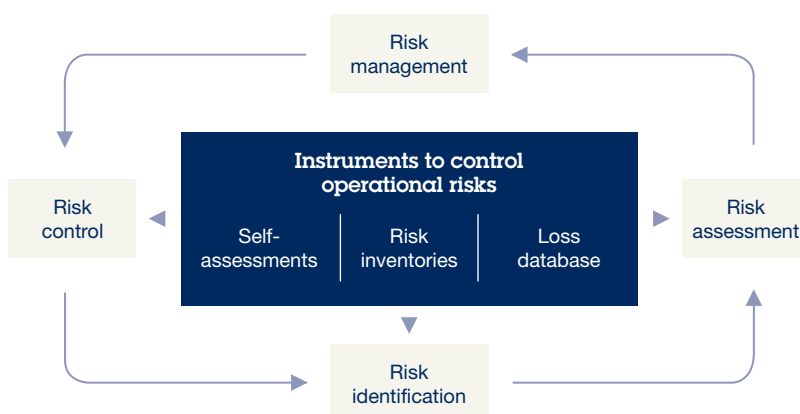 Risk
management
Instruments to control
operational risks
Risk
control
Self-
assessments
Risk
inventories
Loss
database
Risk
assessment
Risk
identification